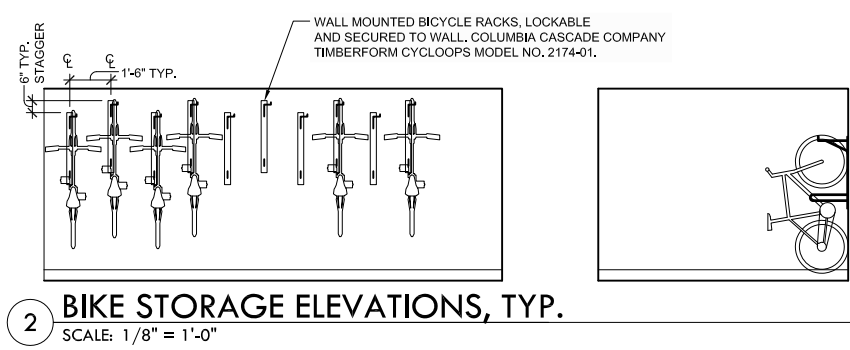 WALL MOUNTED BICYCLE RACKS, LOCKABLE
AND SECURED TO WALL. COLUMBIA CASCADE COMPANY
TIMBERFORM CYCLOOPS MODEL NO. 2174-01.
6" TYP.
STAGGER
℄ ℄
1'-6" TYP.
2 BIKE STORAGE ELEVATIONS, TYP.
SCALE: 1/8" = 1'-0"